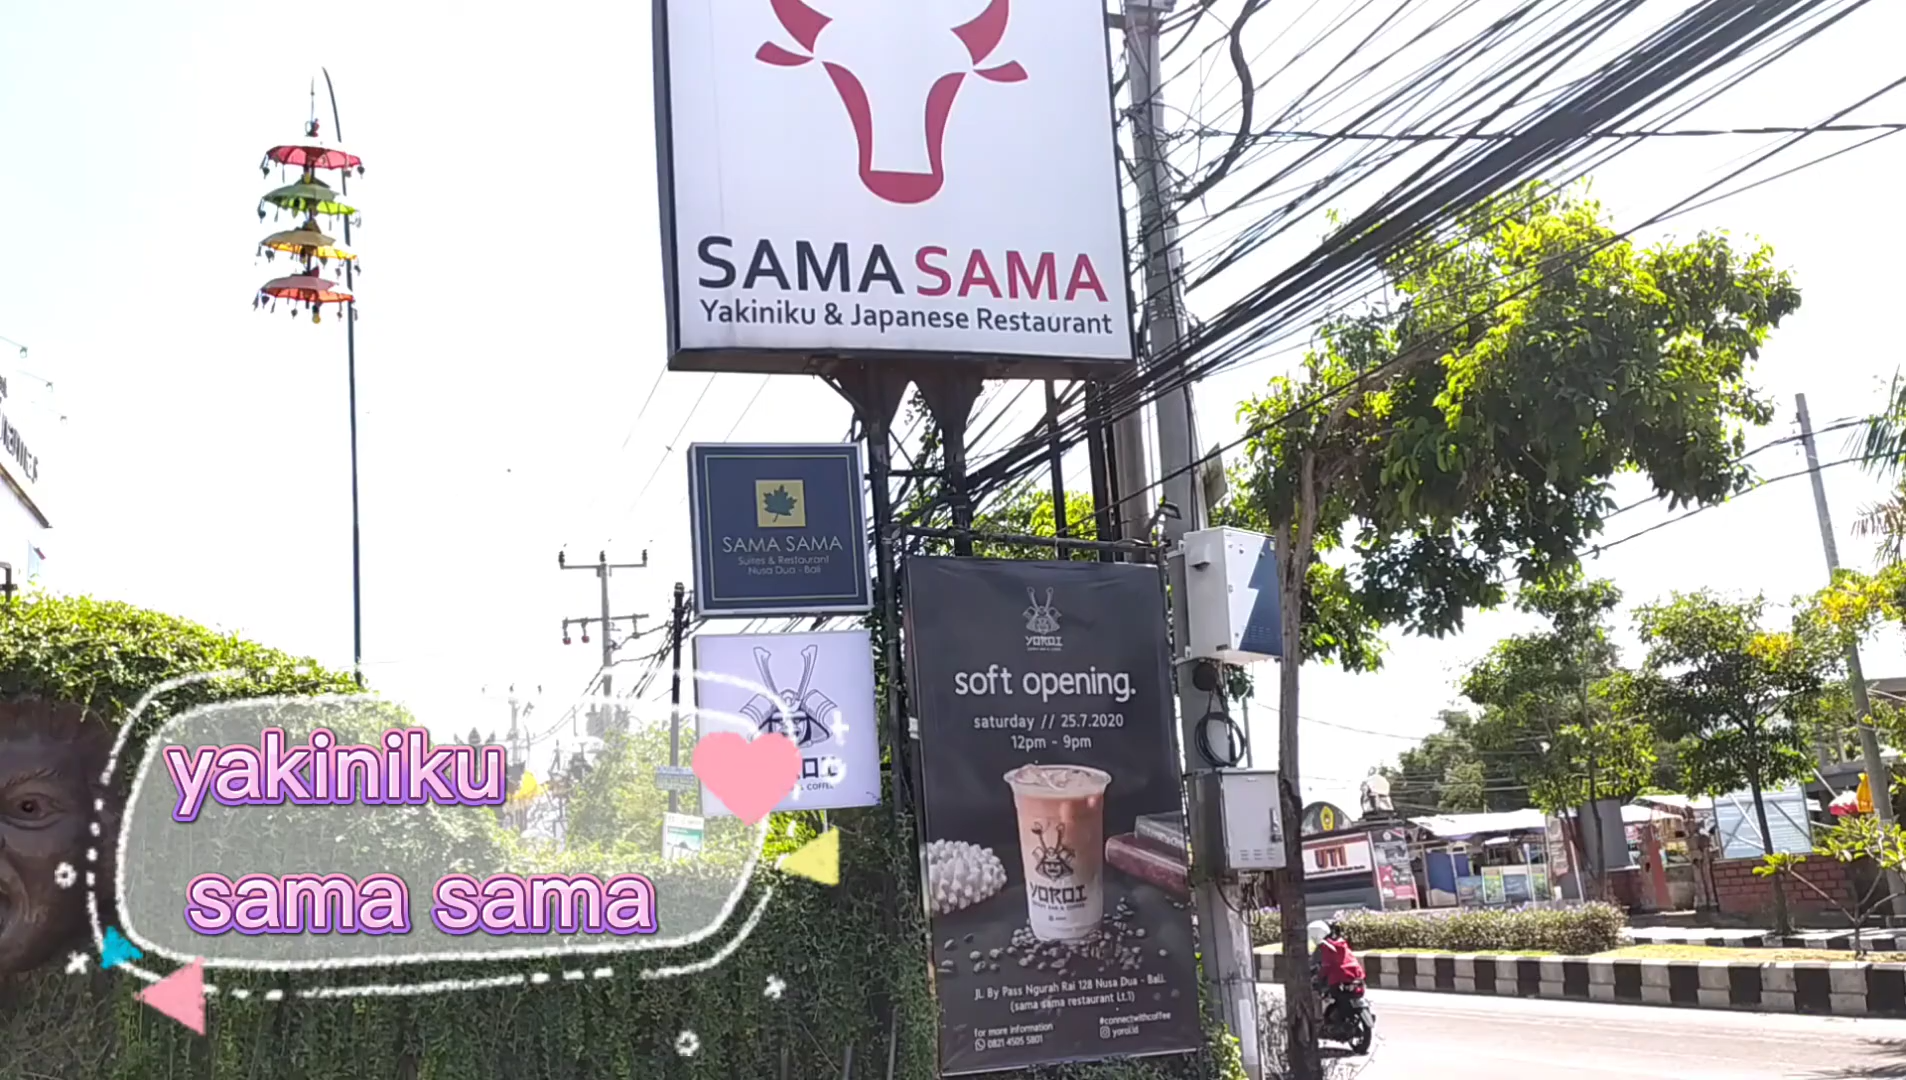 SAMA SAMA
Yakiniku & Japanese Restaurant
SAMA SAMA
Suites & Restaurant
Nusa Dua - Bali
YOROI
soft opening.
saturday // 25.7.2020
12pm - 9pm
YOROI
JL. By Pass Ngurah Rai 128 Nusa Dua - Bali.
(sama sama restaurant Lt.1)
for more information
0821 4505 5801
#connectwithcoffee
yoroi.id
UTI
yakiniku
sama sama